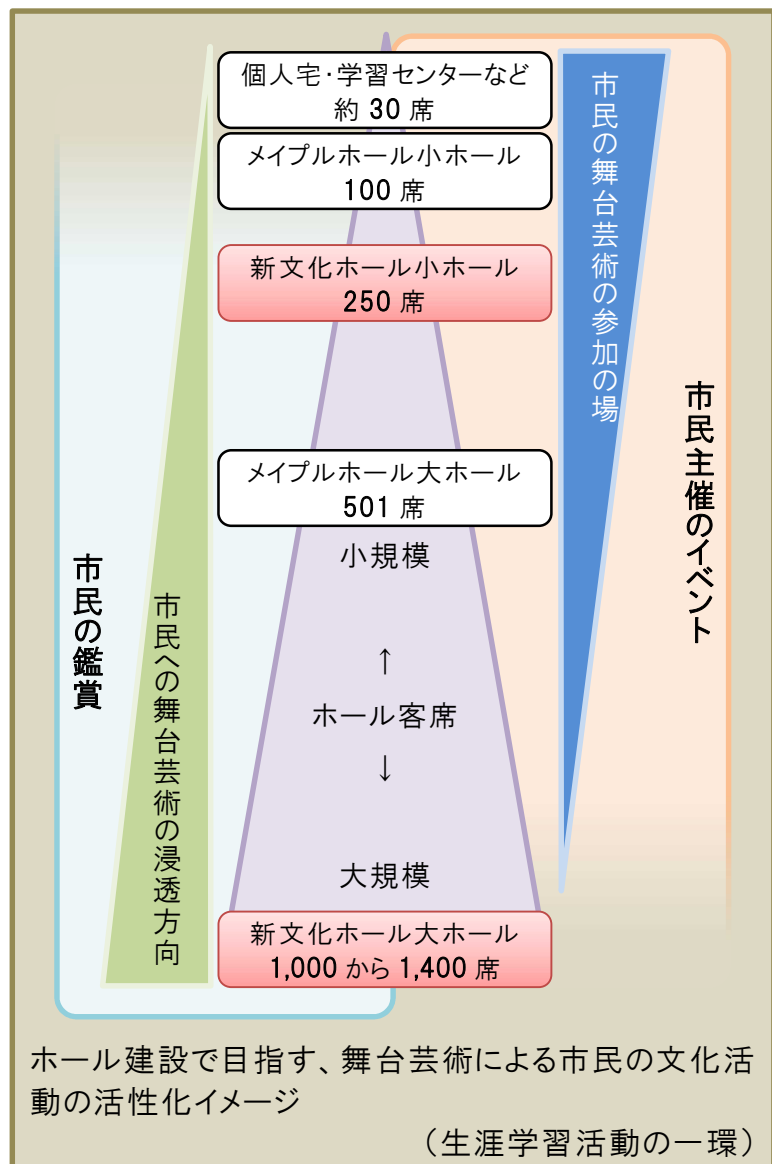 個人宅・学習センターなど
約 30 席
メイプルホール小ホール
100 席
新文化ホール小ホール
250 席
メイプルホール大ホール
501 席
小規模
↑
ホール客席
↓
大規模
新文化ホール大ホール
1,000 から 1,400 席
市民の鑑賞
市民への舞台芸術の浸透方向
市民の舞台芸術の参加の場
市民主催のイベント
ホール建設で目指す、舞台芸術による市民の文化活
動の活性化イメージ
（生涯学習活動の一環）